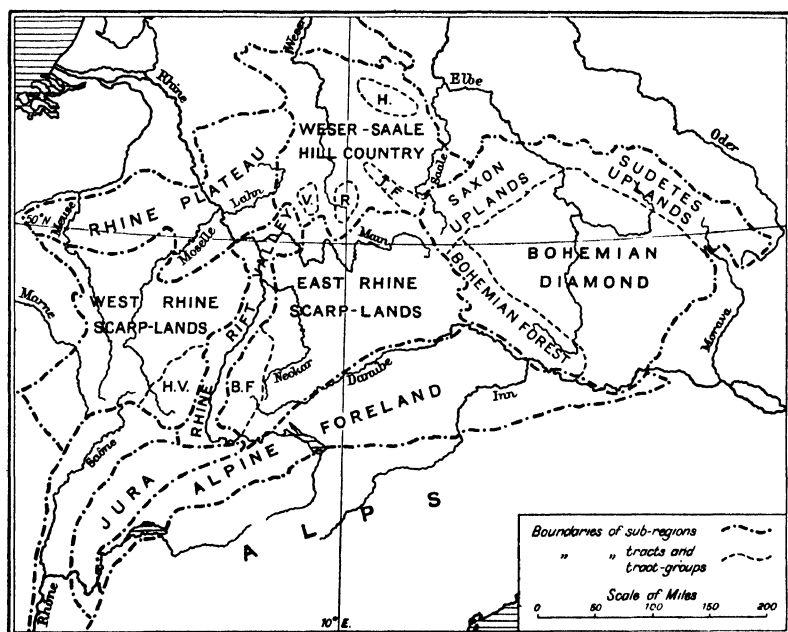 Weser
Rhine
Elbe
H.
WESER-SAALE
HILL COUNTRY
Oder
Saale
SUDETES
UPLANDS
SAXON
UPLANDS
T.F.
RHINE PLATEAU
Lahn
V.
R.
50°N
Meuse
Moselle
Main
VALLEY
BOHEMIAN
DIAMOND
BOHEMIAN FOREST
EAST RHINE
SCARP-LANDS
Marne
WEST RHINE
SCARP-LANDS
RIFT
Morava
H.V.
B.F.
Neckar
Danube
Inn
RHINE
FORELAND
Saône
ALPINE
JURA
ALPS
Rhône
10° E.
Boundaries of sub-regions
„ „ tracts and
tract-groups
Scale of Miles
0 50 100 150 200